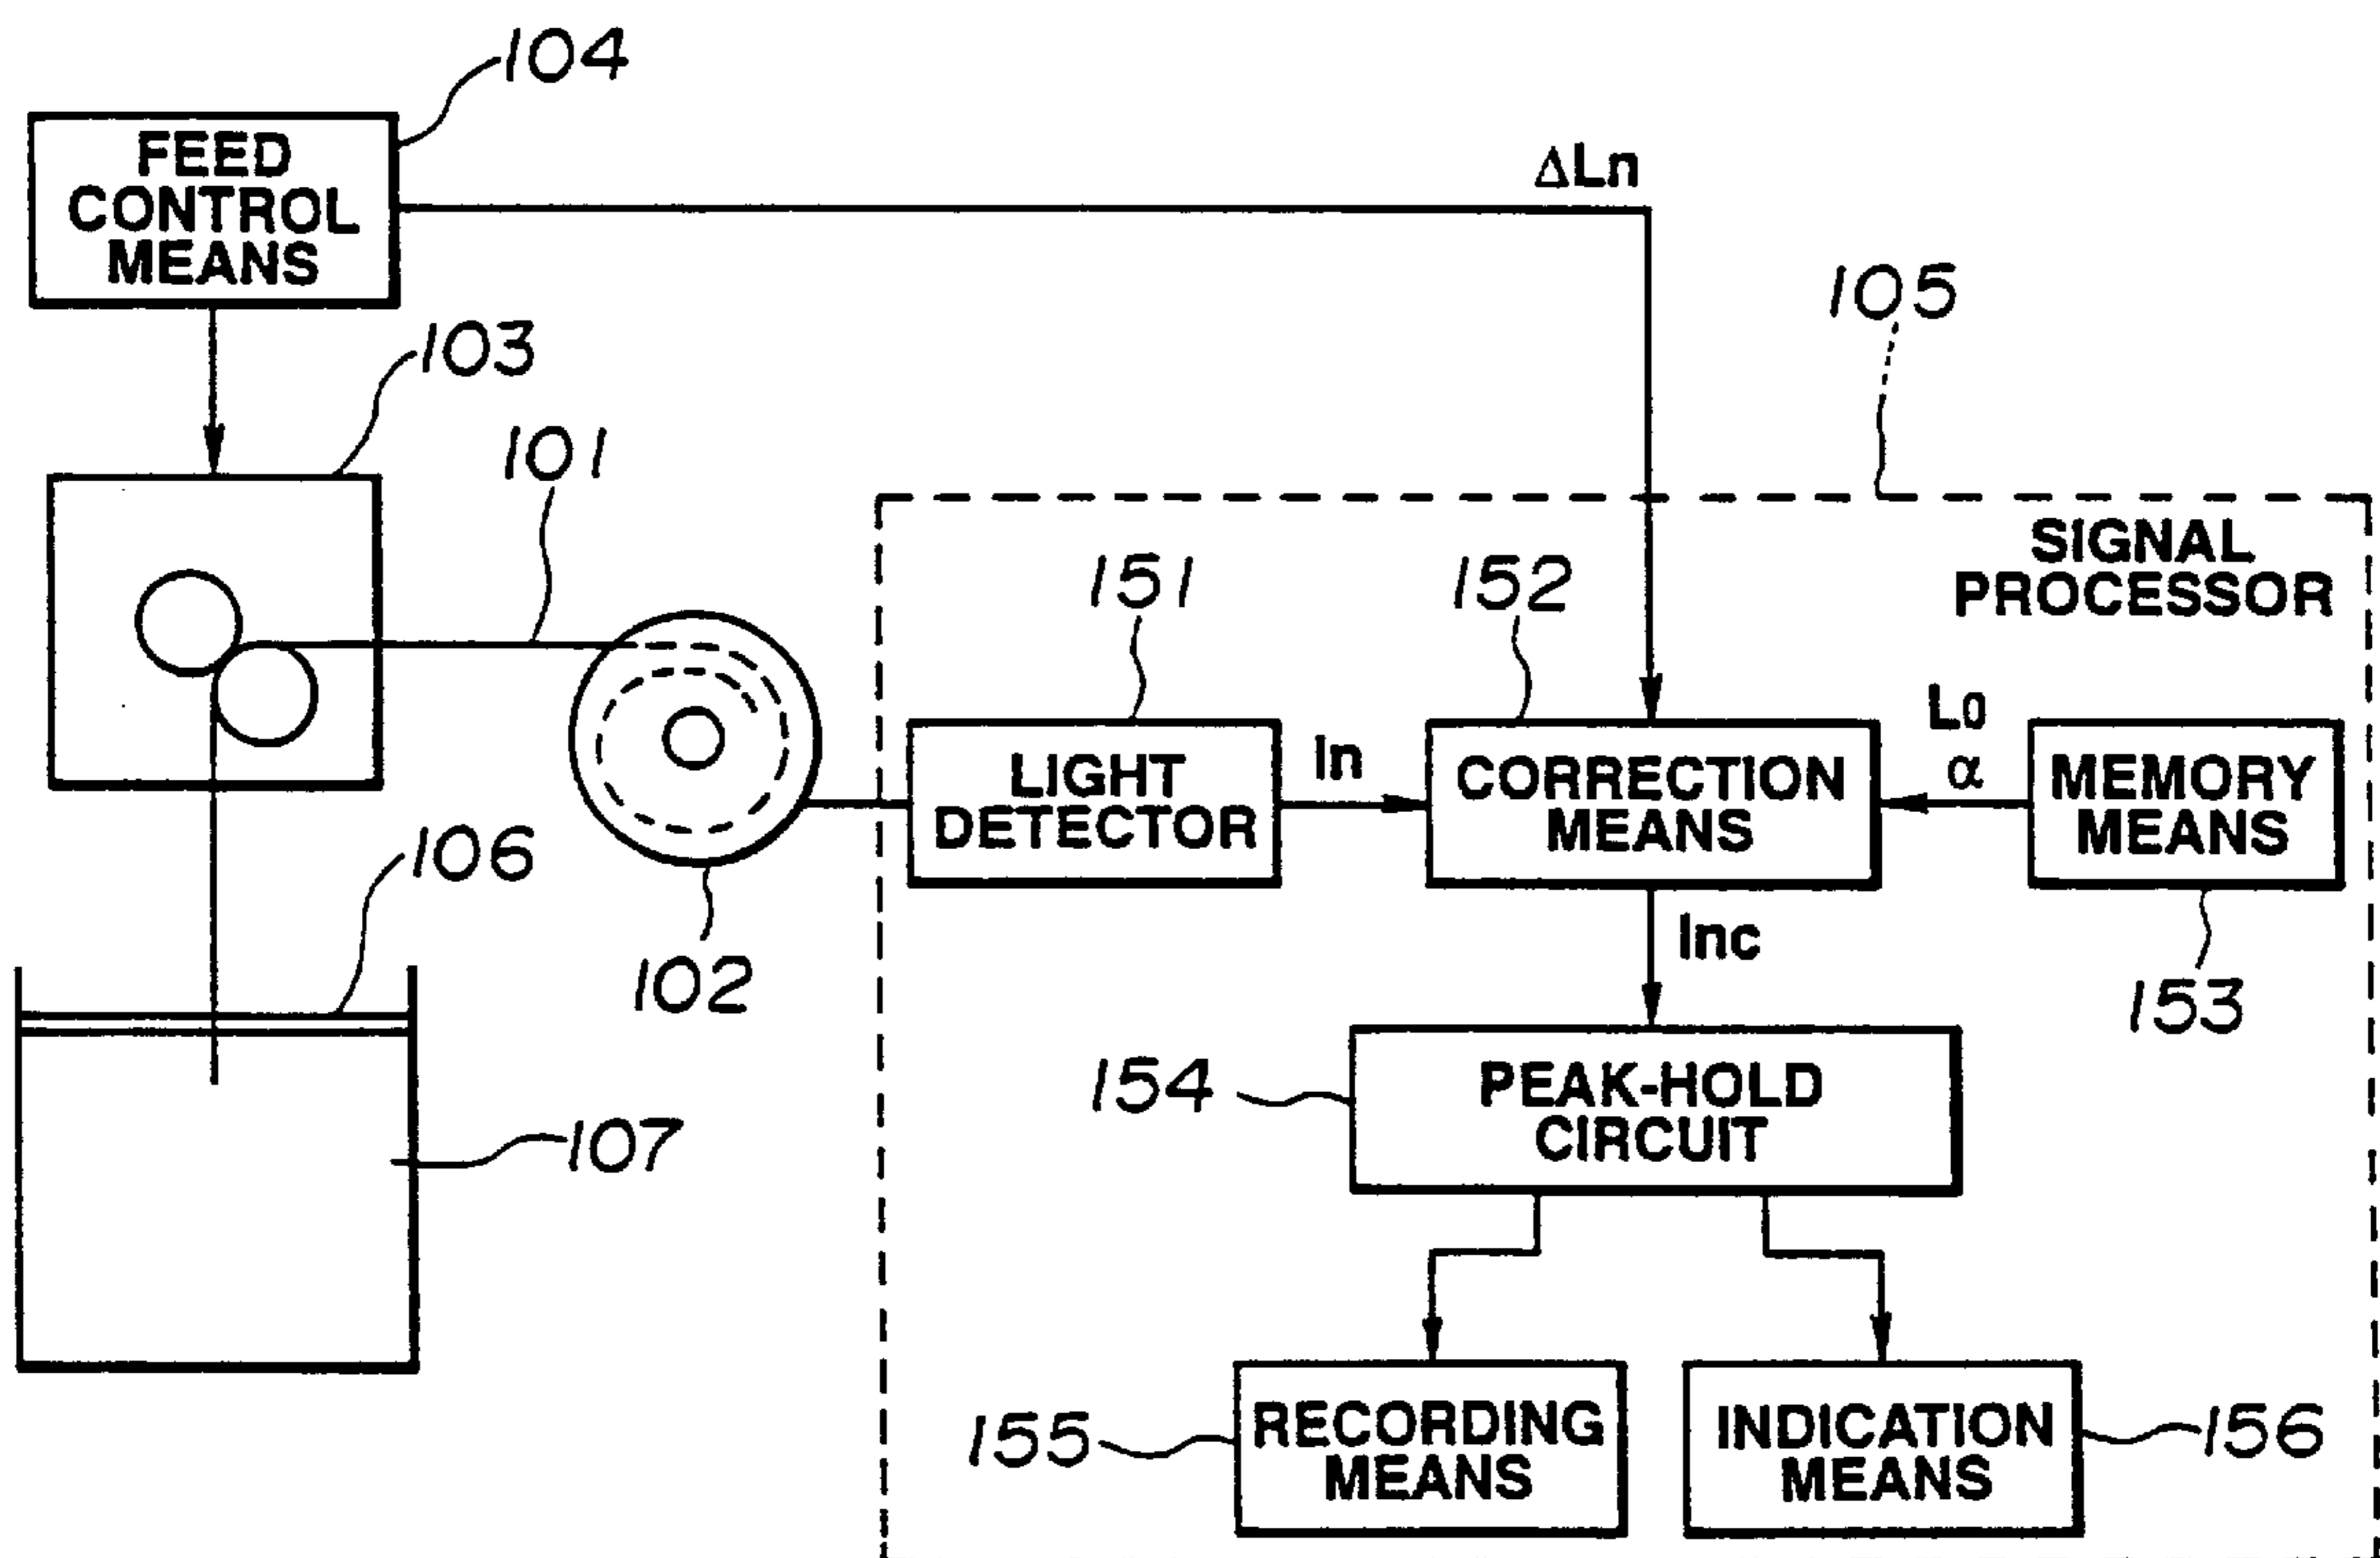 104
FEED
CONTROL
MEANS
ΔLn
105
103
101
SIGNAL
PROCESSOR
151
152
L0
α
LIGHT
DETECTOR
In
CORRECTION
MEANS
MEMORY
MEANS
106
102
Inc
153
154
PEAK-HOLD
CIRCUIT
107
155
RECORDING
MEANS
INDICATION
MEANS
156